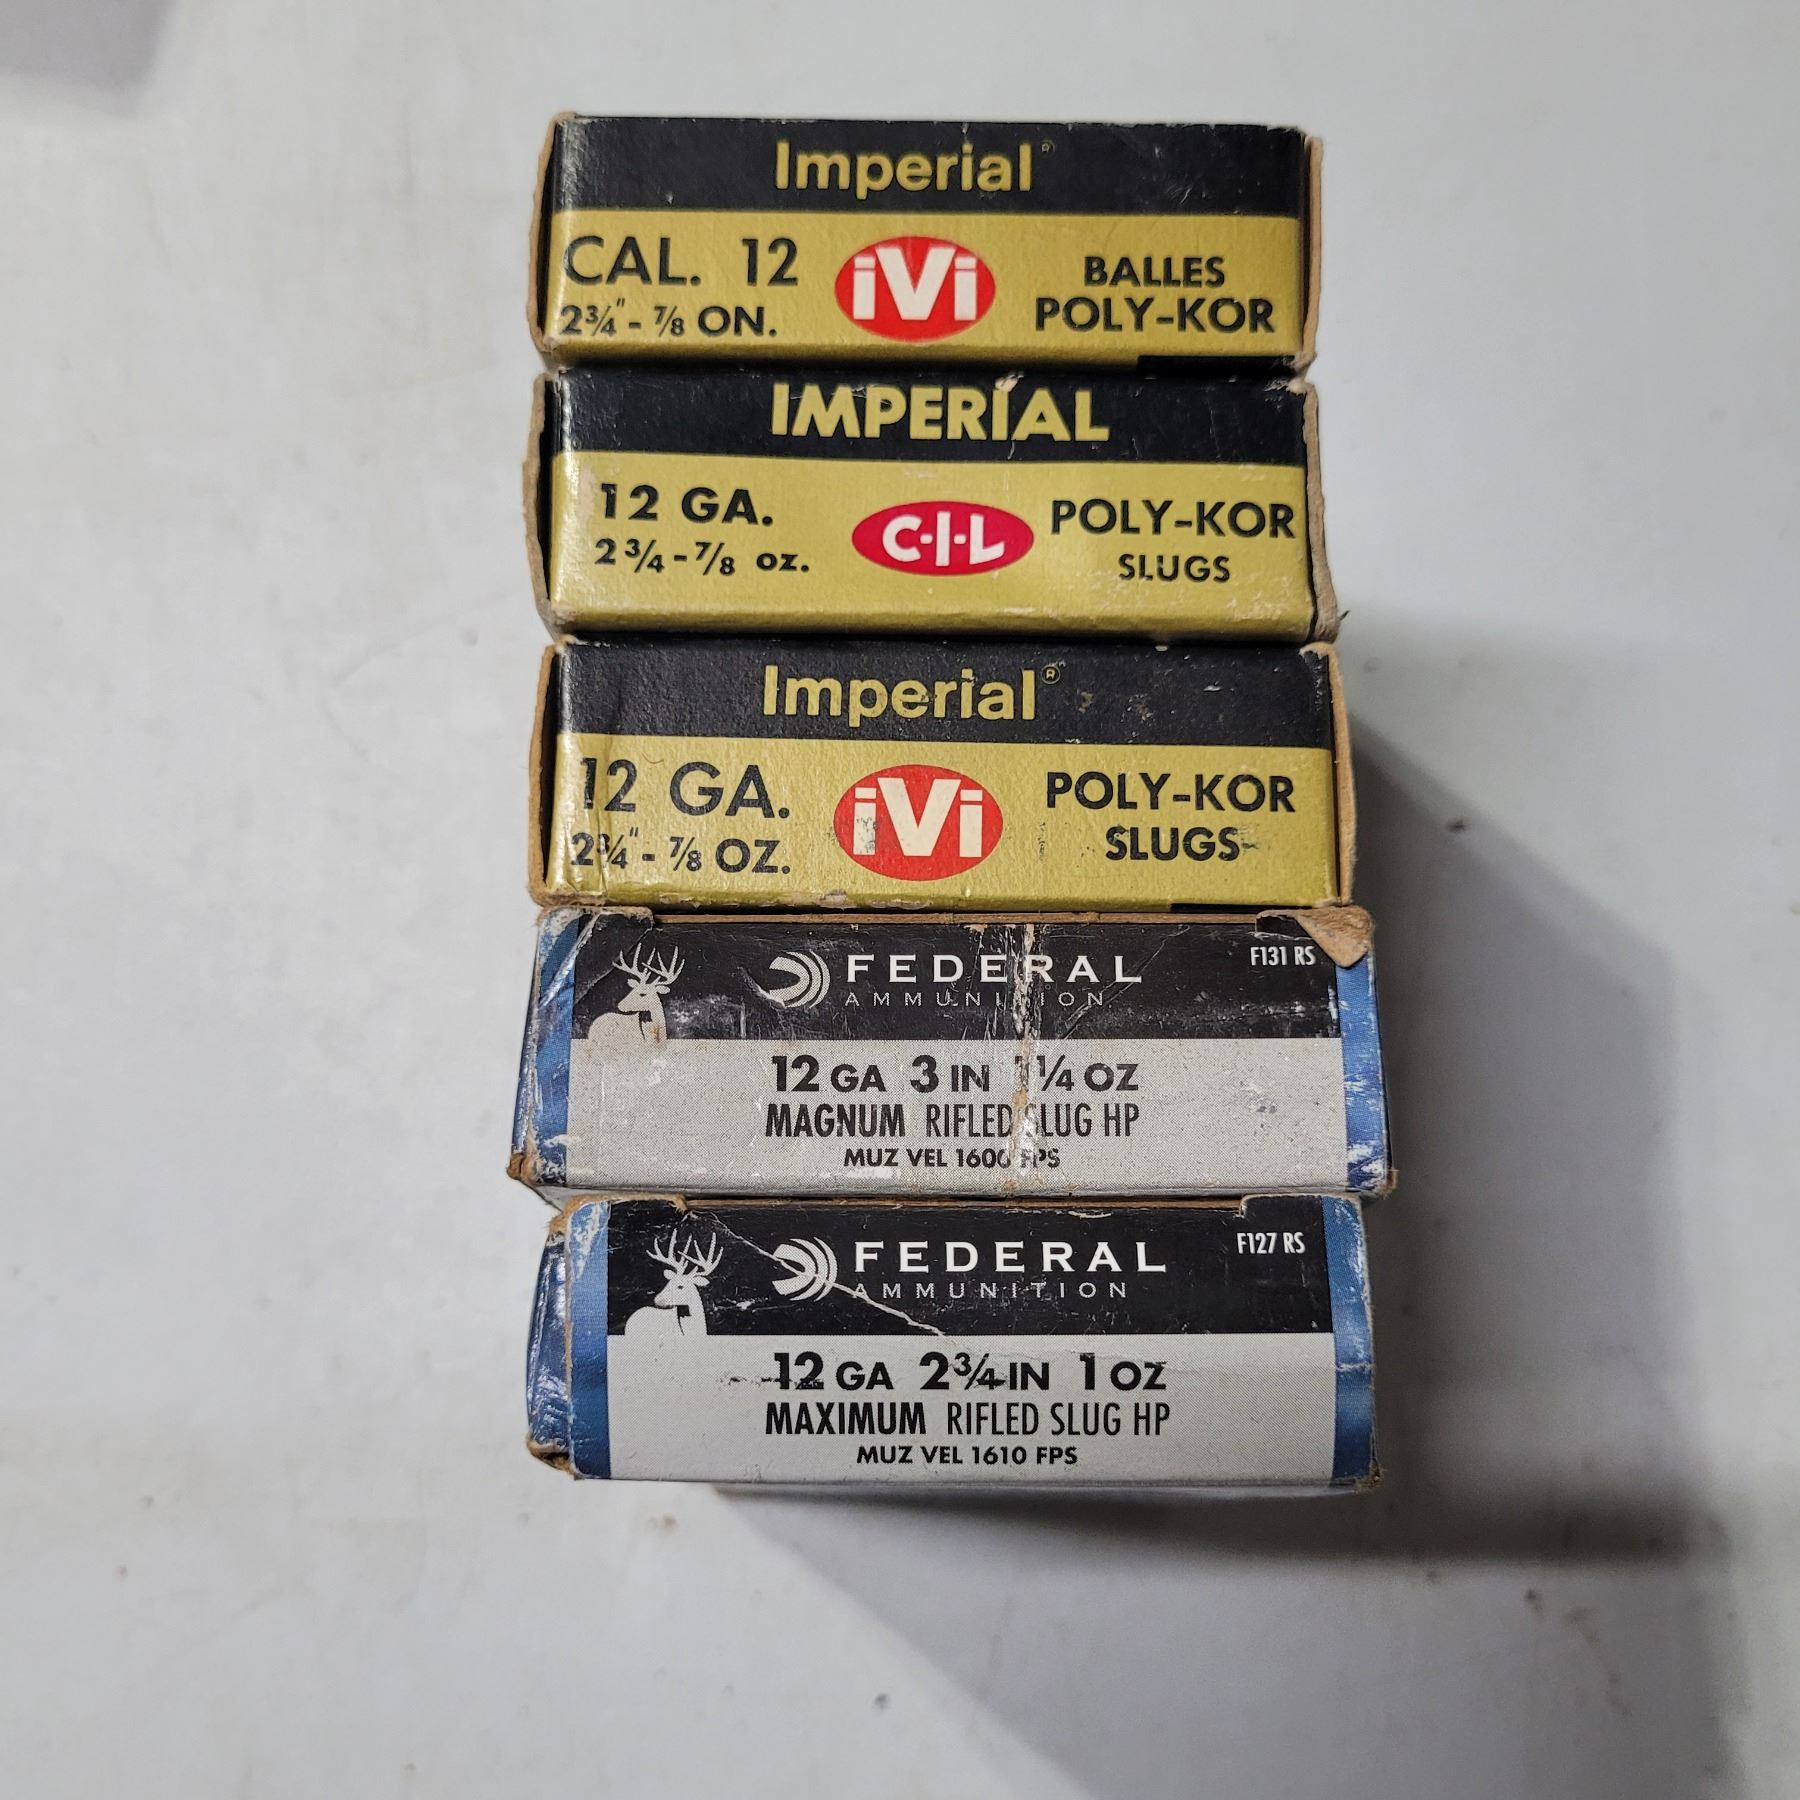 Imperial®
CAL. 12
2¾" - ⅞ ON.
iVi
BALLES
POLY-KOR
IMPERIAL
12 GA.
2 ¾ - ⅞ oz.
C-I-L
POLY-KOR
SLUGS
Imperial®
12 GA.
2¾" - ⅞ OZ.
iVi
POLY-KOR
SLUGS
FEDERAL
AMMUNITION
F131 RS
12 GA 3 IN 1¼ OZ
MAGNUM RIFLED SLUG HP
MUZ VEL 1600 FPS
FEDERAL
AMMUNITION
F127 RS
12 GA 2¾ IN 1 OZ
MAXIMUM RIFLED SLUG HP
MUZ VEL 1610 FPS